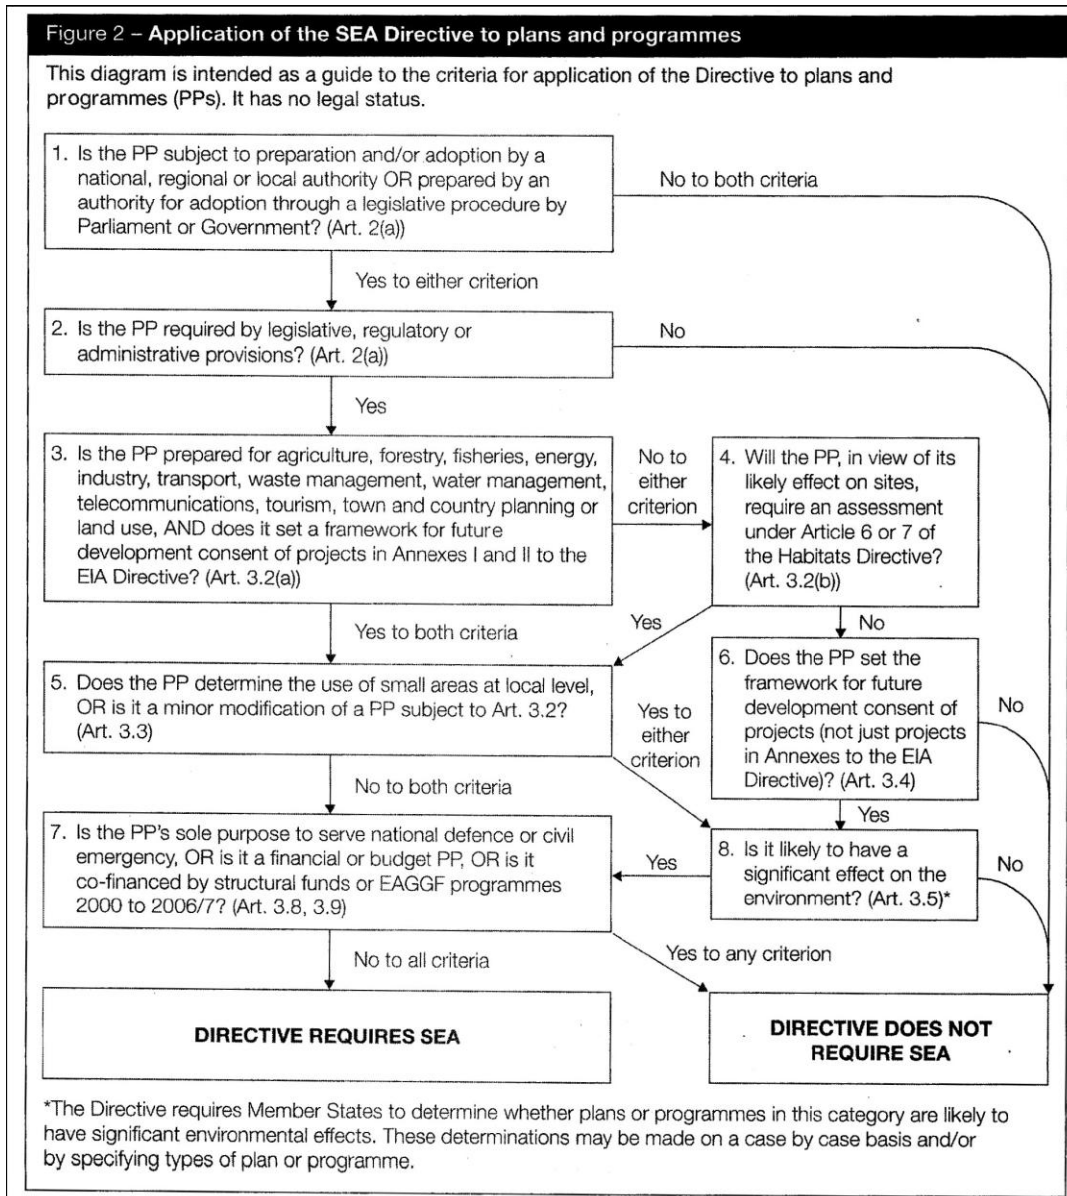 Figure 2 – Application of the SEA Directive to plans and programmes
This diagram is intended as a guide to the criteria for application of the Directive to plans and
programmes (PPs). It has no legal status.
1. Is the PP subject to preparation and/or adoption by a
national, regional or local authority OR prepared by an
authority for adoption through a legislative procedure by
Parliament or Government? (Art. 2(a))
No to both criteria
Yes to either criterion
2. Is the PP required by legislative, regulatory or
administrative provisions? (Art. 2(a))
No
Yes
3. Is the PP prepared for agriculture, forestry, fisheries, energy,
industry, transport, waste management, water management,
telecommunications, tourism, town and country planning or
land use, AND does it set a framework for future
development consent of projects in Annexes I and II to the
EIA Directive? (Art. 3.2(a))
No to
either
criterion
4. Will the PP, in view of its
likely effect on sites,
require an assessment
under Article 6 or 7 of
the Habitats Directive?
(Art. 3.2(b))
Yes to both criteria
Yes
No
5. Does the PP determine the use of small areas at local level,
OR is it a minor modification of a PP subject to Art. 3.2?
(Art. 3.3)
Yes to
either
criterion
6. Does the PP set the
framework for future
development consent of
projects (not just projects
in Annexes to the EIA
Directive)? (Art. 3.4)
No
No to both criteria
Yes
7. Is the PP's sole purpose to serve national defence or civil
emergency, OR is it a financial or budget PP, OR is it
co-financed by structural funds or EAGGF programmes
2000 to 2006/7? (Art. 3.8, 3.9)
Yes
8. Is it likely to have a
significant effect on the
environment? (Art. 3.5)*
No
No to all criteria
Yes to any criterion
DIRECTIVE REQUIRES SEA
DIRECTIVE DOES NOT
REQUIRE SEA
*The Directive requires Member States to determine whether plans or programmes in this category are likely to
have significant environmental effects. These determinations may be made on a case by case basis and/or
by specifying types of plan or programme.